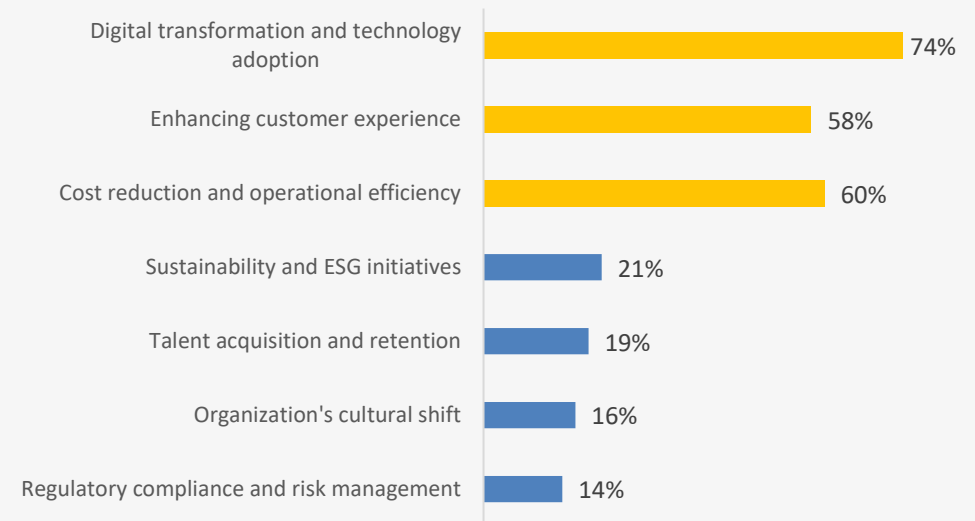 Digital transformation and technology
adoption
74%
Enhancing customer experience
58%
Cost reduction and operational efficiency
60%
Sustainability and ESG initiatives
21%
Talent acquisition and retention
19%
Organization's cultural shift
16%
Regulatory compliance and risk management
14%